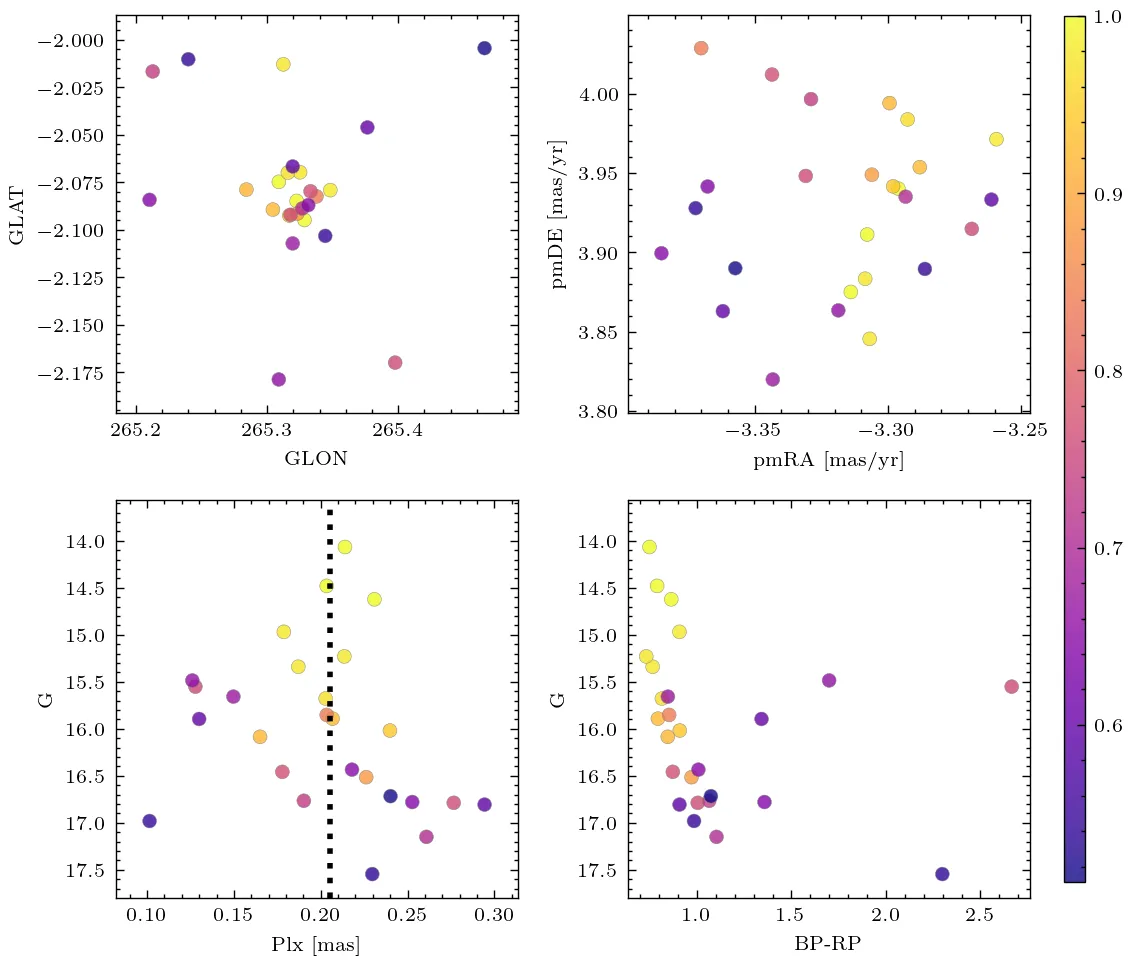 −2.000
−2.025
−2.050
−2.075
−2.100
−2.125
−2.150
−2.175
GLAT
265.2 265.3 265.4
GLON
4.00
3.95
3.90
3.85
3.80
pmDE [mas/yr]
−3.35 −3.30 −3.25
pmRA [mas/yr]
14.0
14.5
15.0
15.5
16.0
16.5
17.0
17.5
G
0.10 0.15 0.20 0.25 0.30
Plx [mas]
14.0
14.5
15.0
15.5
16.0
16.5
17.0
17.5
G
1.0 1.5 2.0 2.5
BP-RP
1.0
0.9
0.8
0.7
0.6